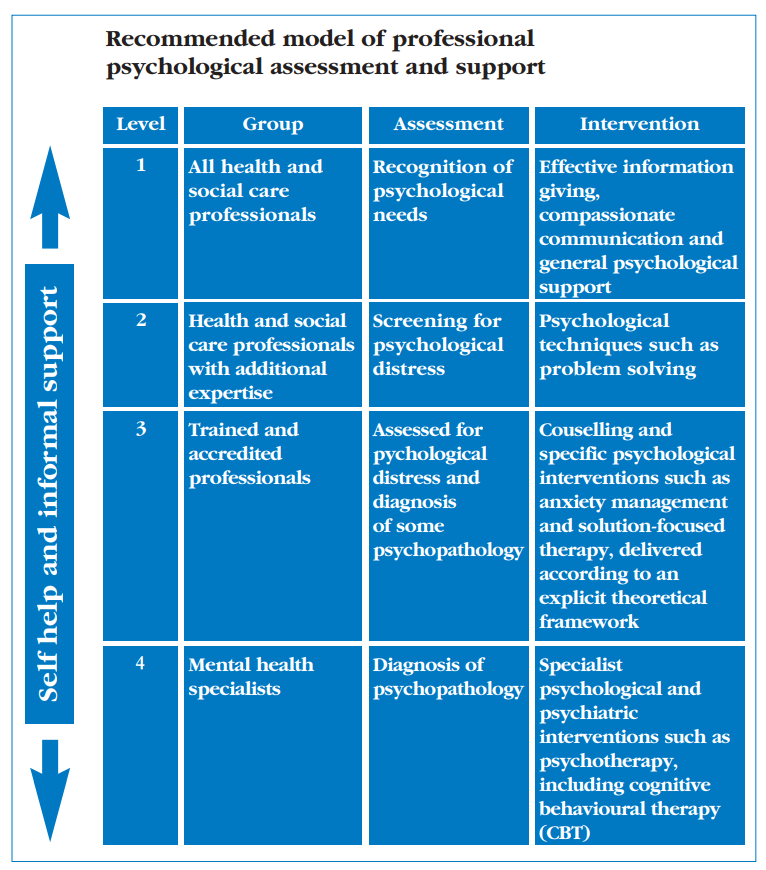 Recommended model of professional
psychological assessment and support
Self help and informal support
Level
Group
Assessment
Intervention
1
All health and
social care
professionals
Recognition of
psychological
needs
Effective information
giving,
compassionate
communication and
general psychological
support
2
Health and social
care professionals
with additional
expertise
Screening for
psychological
distress
Psychological
techniques such as
problem solving
3
Trained and
accredited
professionals
Assessed for
pychological
distress and
diagnosis
of some
psychopathology
Couselling and
specific psychological
interventions such as
anxiety management
and solution-focused
therapy, delivered
according to an
explicit theoretical
framework
4
Mental health
specialists
Diagnosis of
psychopathology
Specialist
psychological and
psychiatric
interventions such as
psychotherapy,
including cognitive
behavioural therapy
(CBT)